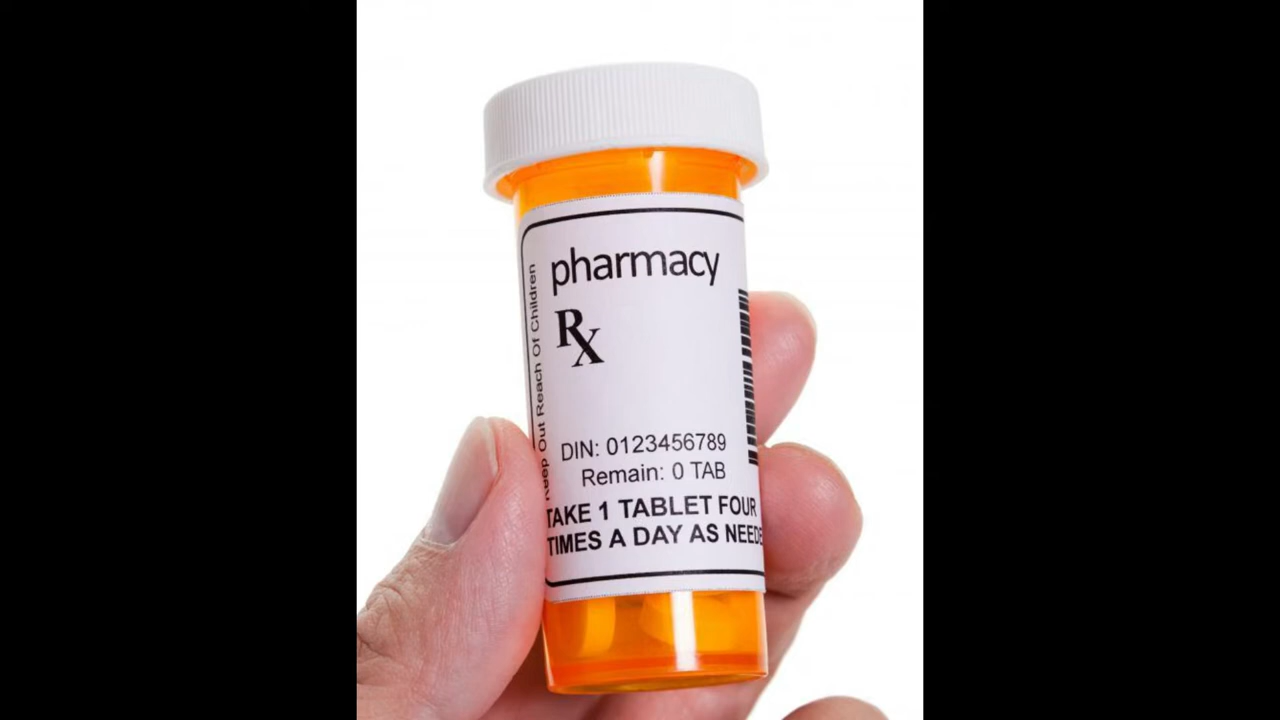 pharmacy
Rx
Keep Out Reach Of Children
DIN: 0123456789
Remain: 0 TAB
TAKE 1 TABLET FOUR
TIMES A DAY AS NEEDE